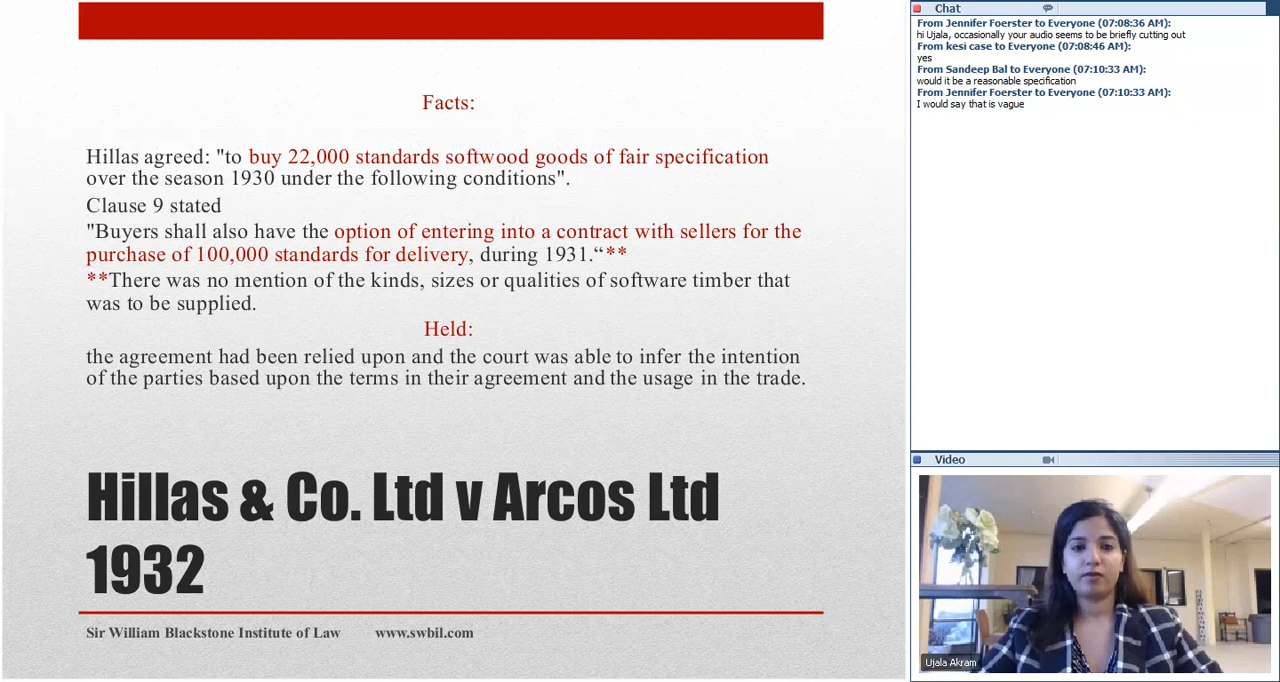 Facts:
Hillas agreed: "to buy 22,000 standards softwood goods of fair specification
over the season 1930 under the following conditions".
Clause 9 stated
"Buyers shall also have the option of entering into a contract with sellers for the
purchase of 100,000 standards for delivery, during 1931.“**
**There was no mention of the kinds, sizes or qualities of software timber that
was to be supplied.
Held:
the agreement had been relied upon and the court was able to infer the intention
of the parties based upon the terms in their agreement and the usage in the trade.
Hillas & Co. Ltd v Arcos Ltd
1932
Sir William Blackstone Institute of Law www.swbil.com
Chat
From Jennifer Foerster to Everyone (07:08:36 AM):
hi Ujala, occasionally your audio seems to be briefly cutting out
From kesi case to Everyone (07:08:46 AM):
yes
From Sandeep Bal to Everyone (07:10:33 AM):
would it be a reasonable specification
From Jennifer Foerster to Everyone (07:10:33 AM):
I would say that is vague
Video
Ujala Akram